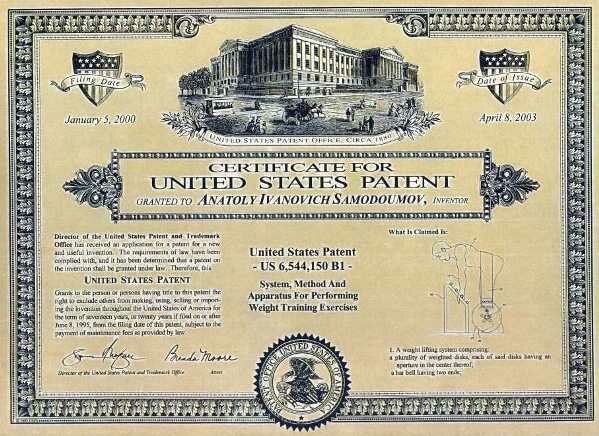 Filing Date
Date of Issue
January 5, 2000
April 8, 2003
UNITED STATES PATENT OFFICE, CIRCA 1880
CERTIFICATE FOR
UNITED STATES PATENT
GRANTED TO ANATOLY IVANOVICH SAMODOUMOV, INVENTOR
Director of the United States Patent and Trademark
Office has received an application for a patent for a new
and useful invention. The requirements of law have been
complied with, and it has been determined that a patent on
the invention shall be granted under law. Therefore, this
UNITED STATES PATENT
Grants to the person or persons having title to this patent the
right to exclude others from making, using, selling or import-
ing the invention throughout the United States of America for
the term of seventeen years, or twenty years if filed on or after
June 8, 1995, from the filing date of this patent, subject to the
payment of maintenance fees as provided by law.
Brenda Moore
Director of the United States Patent and Trademark Office
Attest
United States Patent
- US 6,544,150 B1 -
System, Method And
Apparatus For Performing
Weight Training Exercises
What Is Claimed Is:
1. A weight lifting system comprising:
a plurality of weighted disks, each of said disks having an
aperture in the center thereof;
a bar bell having two ends;